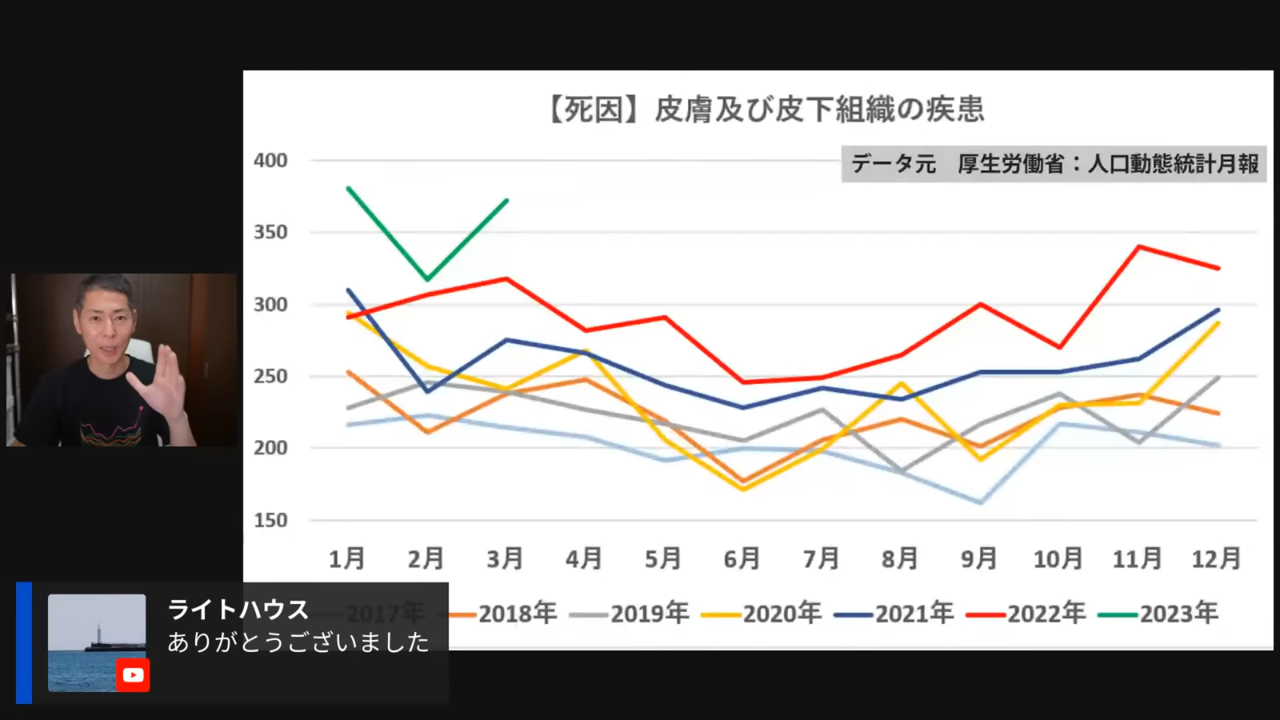 【死因】皮膚及び皮下組織の疾患
データ元　厚生労働省：人口動態統計月報
400
350
300
250
200
150
1月 2月 3月 4月 5月 6月 7月 8月 9月 10月 11月 12月
2017年 2018年 2019年 2020年 2021年 2022年 2023年
ライトハウス
ありがとうございました